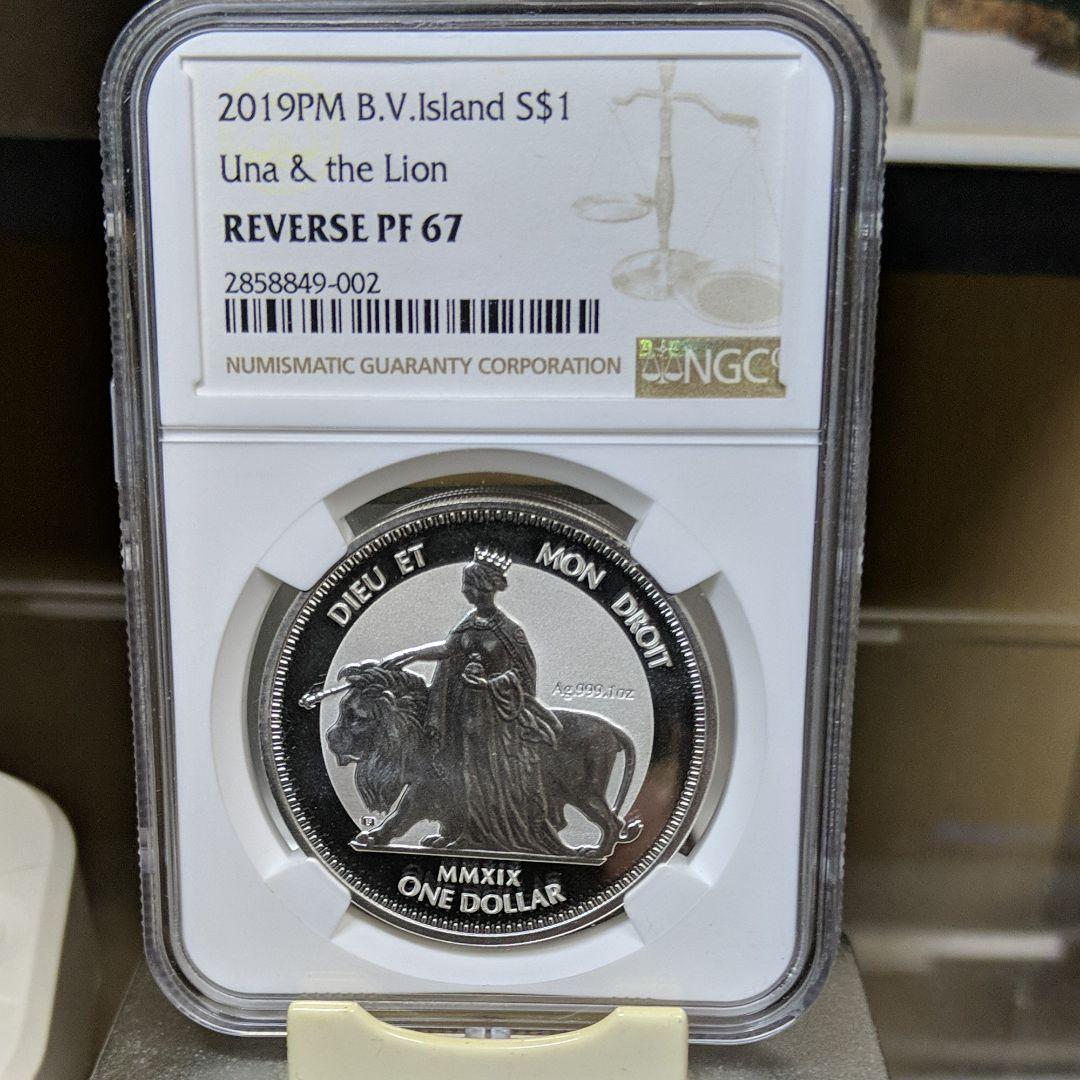 2019PM B.V.Island S$1
Una & the Lion
REVERSE PF 67
2858849-002
NUMISMATIC GUARANTY CORPORATION
NGC
DIEU ET MON DROIT
Ag.999.1oz
MMXIX
ONE DOLLAR